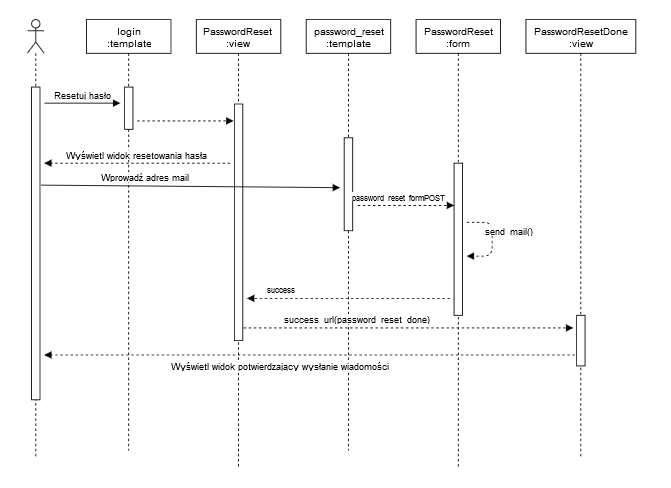 login
:template
PasswordReset
:view
password_reset
:template
PasswordReset
:form
PasswordResetDone
:view
Resetuj hasło
Wyświetl widok resetowania hasła
Wprowadź adres mail
password_reset_formPOST
send_mail()
success
success_url(password_reset_done)
Wyświetl widok potwierdzający wysłanie wiadomości